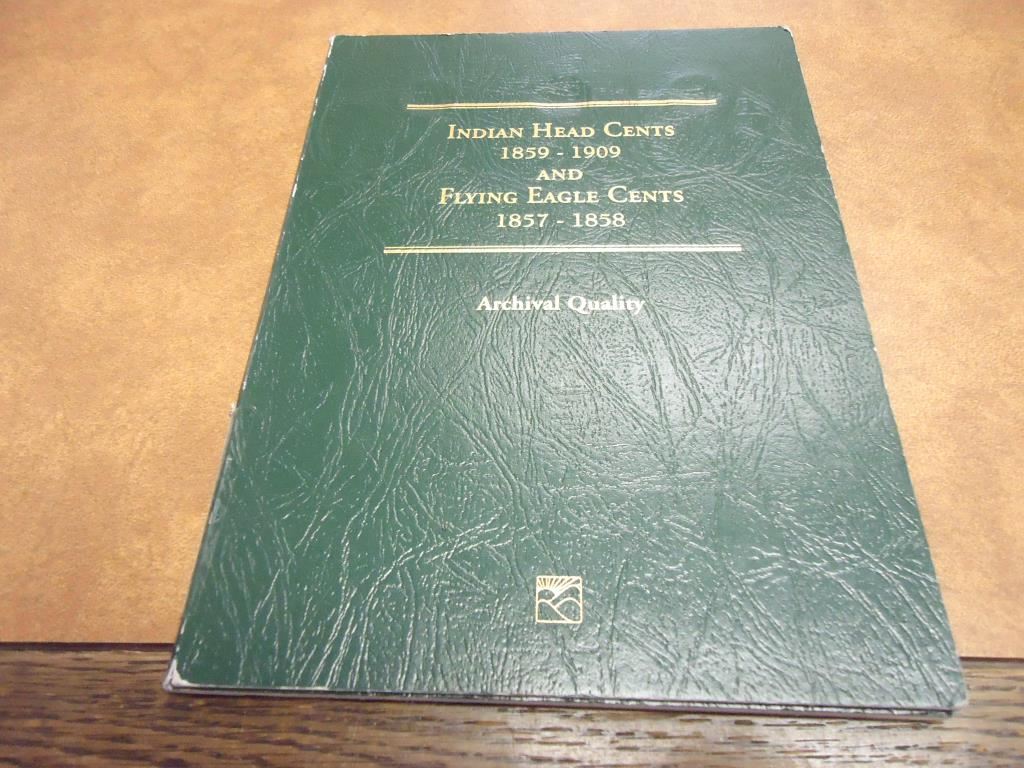 INDIAN HEAD CENTS
1859 - 1909
AND
FLYING EAGLE CENTS
1857 - 1858
Archival Quality